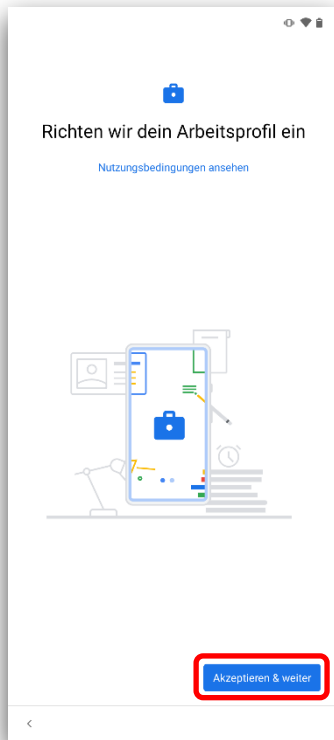 Richten wir dein Arbeitsprofil ein
Nutzungsbedingungen ansehen
Akzeptieren & weiter